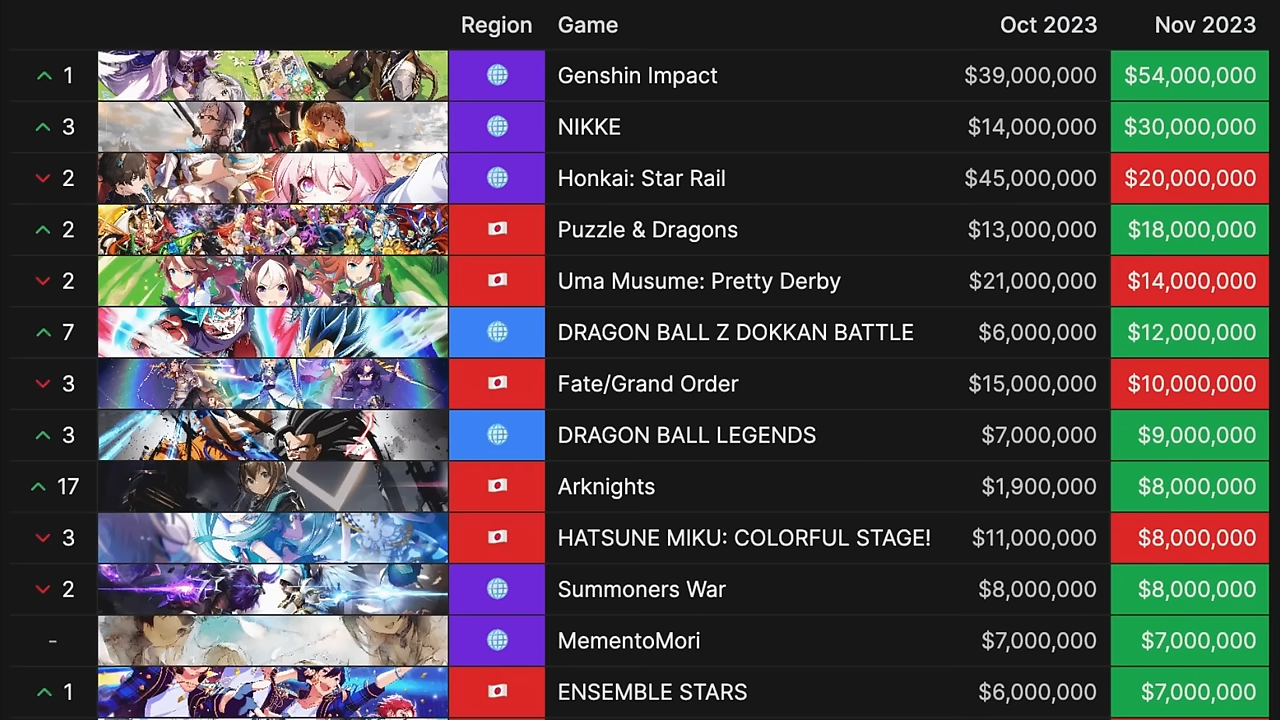 Region Game Oct 2023 Nov 2023
1 Genshin Impact $39,000,000 $54,000,000
3 NIKKE $14,000,000 $30,000,000
2 Honkai: Star Rail $45,000,000 $20,000,000
2 Puzzle & Dragons $13,000,000 $18,000,000
2 Uma Musume: Pretty Derby $21,000,000 $14,000,000
7 DRAGON BALL Z DOKKAN BATTLE $6,000,000 $12,000,000
3 Fate/Grand Order $15,000,000 $10,000,000
3 DRAGON BALL LEGENDS $7,000,000 $9,000,000
17 Arknights $1,900,000 $8,000,000
3 HATSUNE MIKU: COLORFUL STAGE! $11,000,000 $8,000,000
2 Summoners War $8,000,000 $8,000,000
- MementoMori $7,000,000 $7,000,000
1 ENSEMBLE STARS $6,000,000 $7,000,000